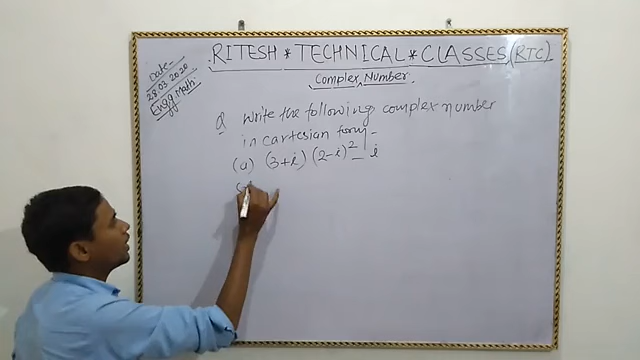 RITESH * TECHNICAL * CLASSES, (RTC)
Complex Number
Date-
28.03.2020
Engg. Math
Q Write the following complex number
in cartesian form -
(a) (3+i) (2-i)² - i